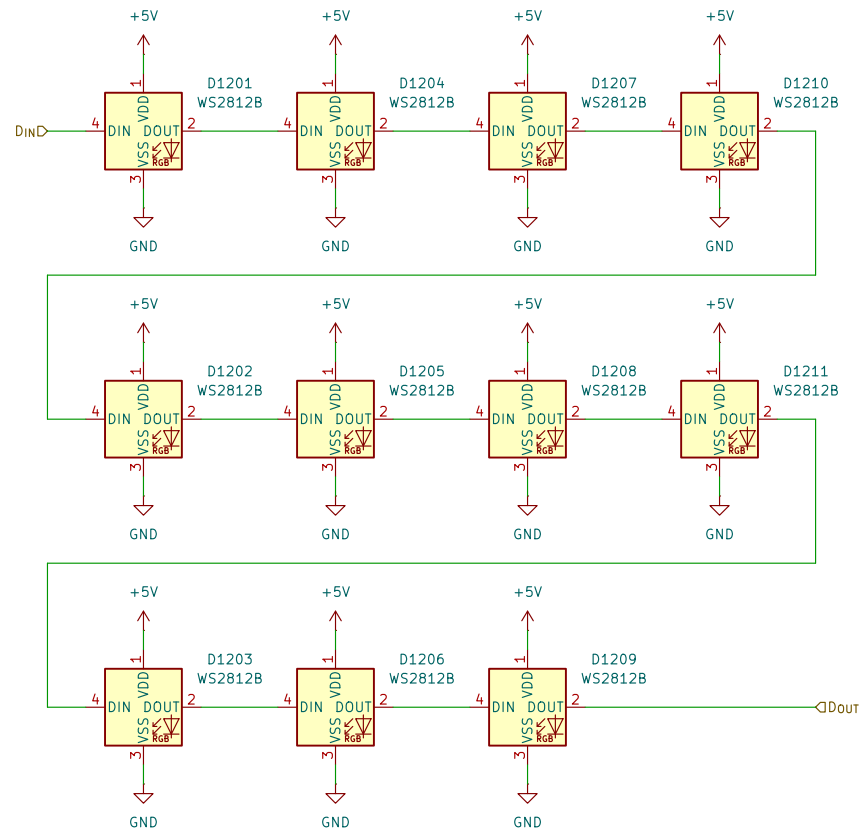 +5V +5V +5V +5V
1 D1201 1 D1204 1 D1207 1 D1210
WS2812B WS2812B WS2812B WS2812B
VDD VDD VDD VDD
DIN 4 DIN DOUT 2 4 DIN DOUT 2 4 DIN DOUT 2 4 DIN DOUT 2
VSS VSS VSS VSS
RGB RGB RGB RGB
3 3 3 3
GND GND GND GND
+5V +5V +5V +5V
1 D1202 1 D1205 1 D1208 1 D1211
WS2812B WS2812B WS2812B WS2812B
VDD VDD VDD VDD
4 DIN DOUT 2 4 DIN DOUT 2 4 DIN DOUT 2 4 DIN DOUT 2
VSS VSS VSS VSS
RGB RGB RGB RGB
3 3 3 3
GND GND GND GND
+5V +5V +5V
1 D1203 1 D1206 1 D1209
WS2812B WS2812B WS2812B
VDD VDD VDD
4 DIN DOUT 2 4 DIN DOUT 2 4 DIN DOUT 2 DOUT
VSS VSS VSS
RGB RGB RGB
3 3 3
GND GND GND